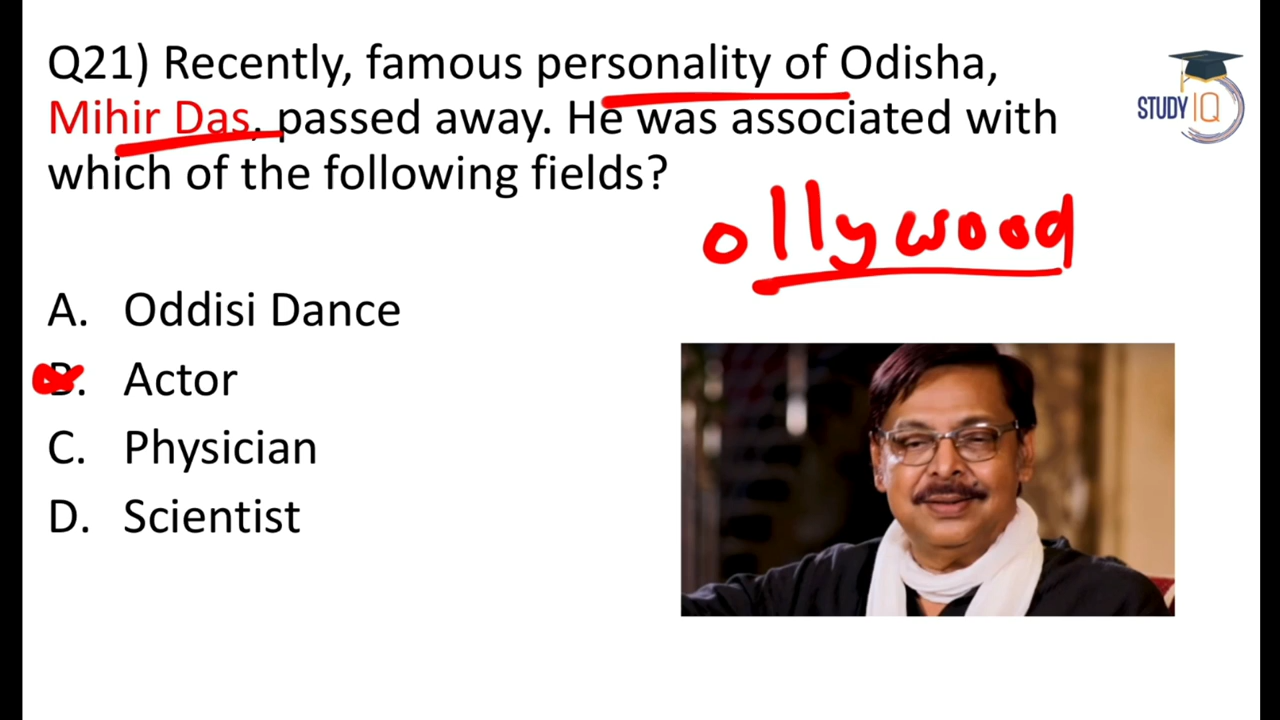 Q21) Recently, famous personality of Odisha,
Mihir Das, passed away. He was associated with
which of the following fields?
STUDY IQ
ollywood
A. Oddisi Dance
B. Actor
C. Physician
D. Scientist